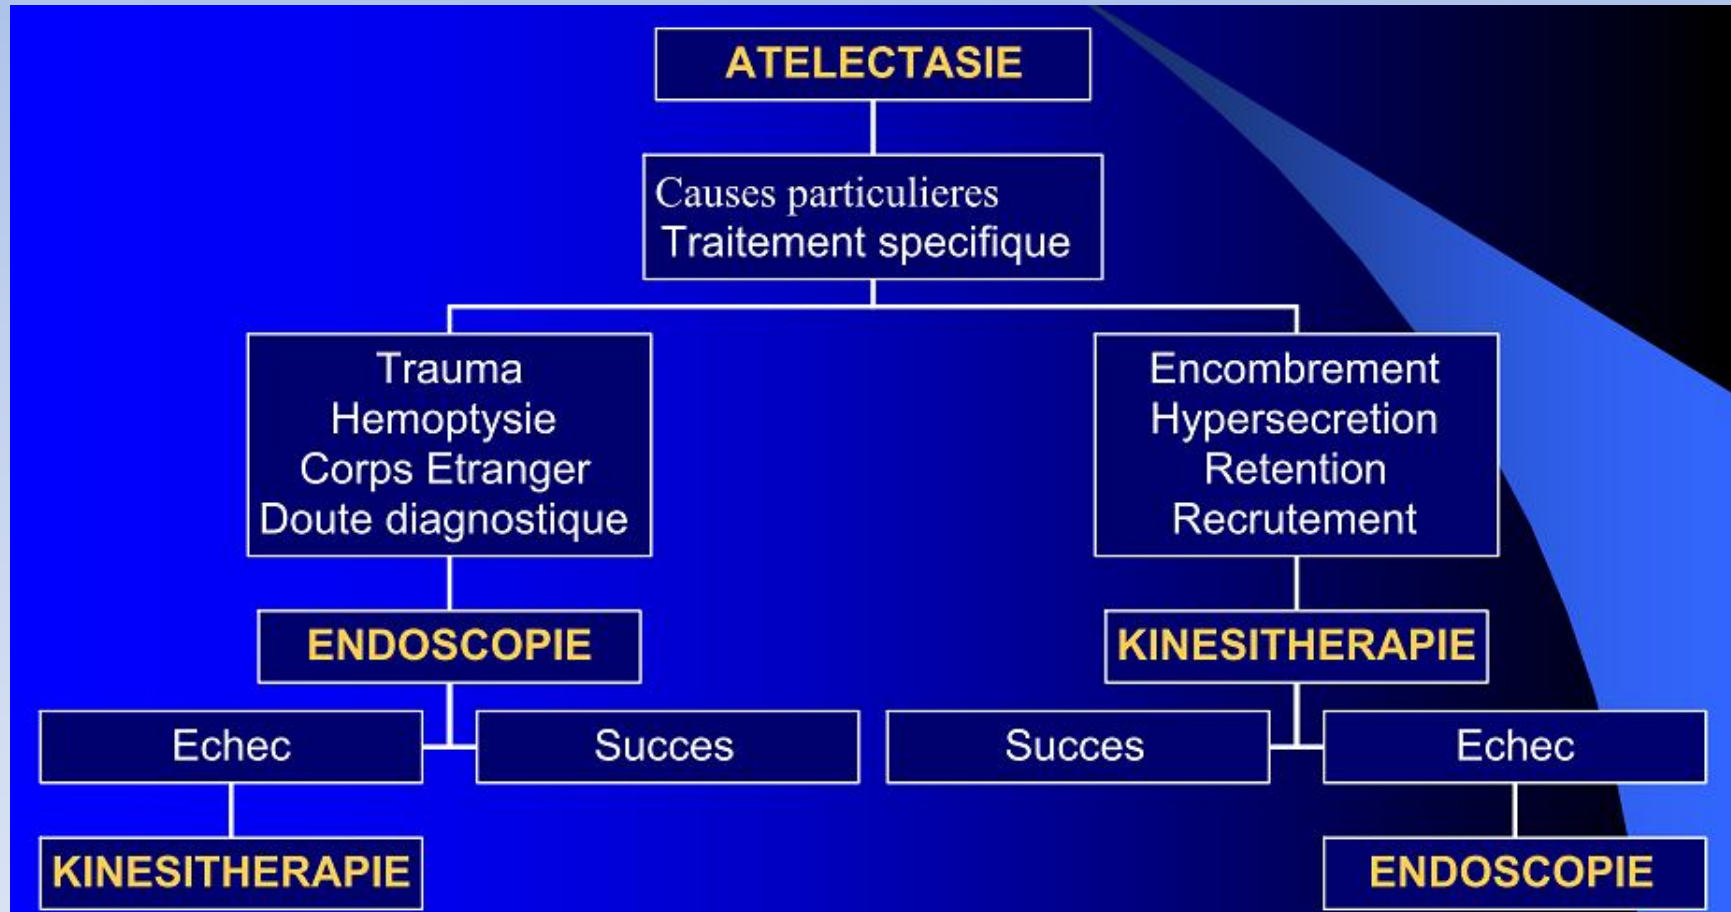 ATELECTASIE
Causes particulieres
Traitement specifique
Trauma
Hemoptysie
Corps Etranger
Doute diagnostique
Encombrement
Hypersecretion
Retention
Recrutement
ENDOSCOPIE
KINESITHERAPIE
Echec
Succes
Succes
Echec
KINESITHERAPIE
ENDOSCOPIE